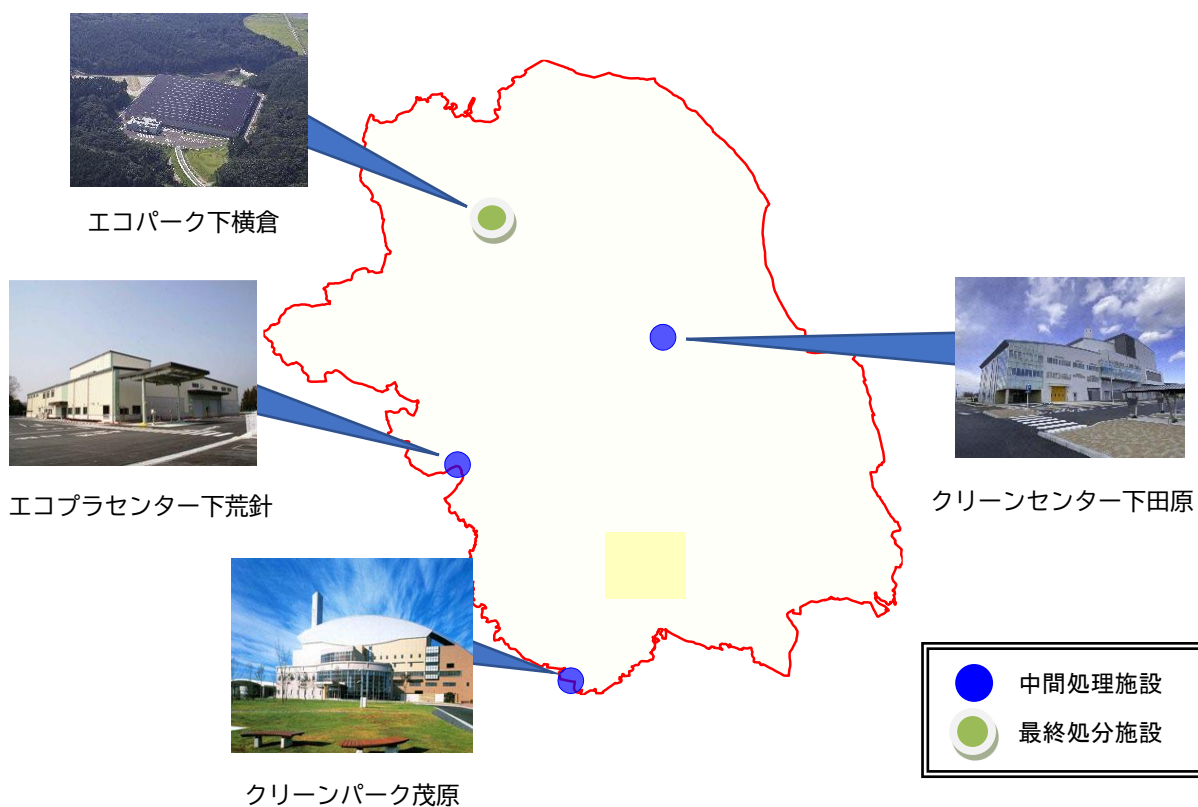 エコパーク下横倉
エコプラセンター下荒針
クリーンセンター下田原
クリーンパーク茂原
中間処理施設
最終処分施設